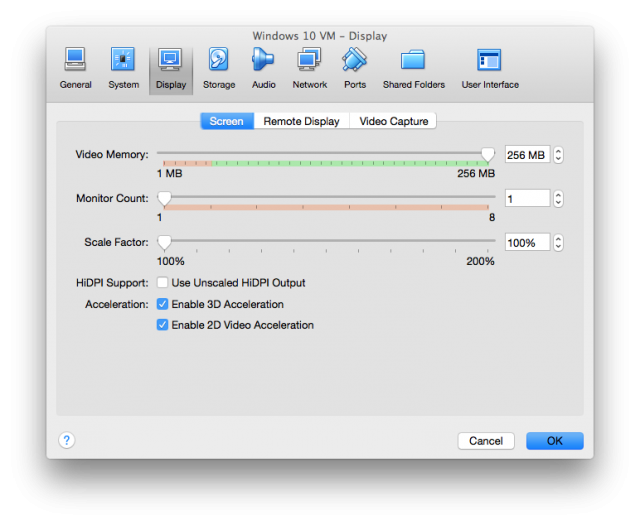 Windows 10 VM – Display
General System Display Storage Audio Network Ports Shared Folders User Interface
Screen Remote Display Video Capture
Video Memory: 256 MB
1 MB 256 MB
Monitor Count: 1
1 8
Scale Factor: 100%
100% 200%
HiDPI Support: Use Unscaled HiDPI Output
Acceleration: Enable 3D Acceleration
Enable 2D Video Acceleration
? Cancel OK